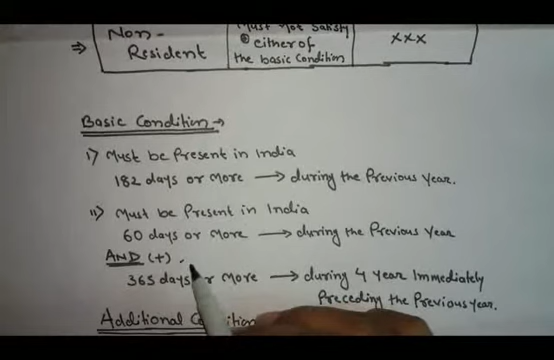 Non- Must Not Satisfy
⇒ Resident either of xxx
the basic Condition
Basic Condition →
i) Must be Present in India
182 days or More → during the Previous Year.
ii) Must be Present in India
60 days or More → during the Previous Year
AND (+)
365 days or More → during 4 year Immediately
Preceding the Previous Year.
Additional